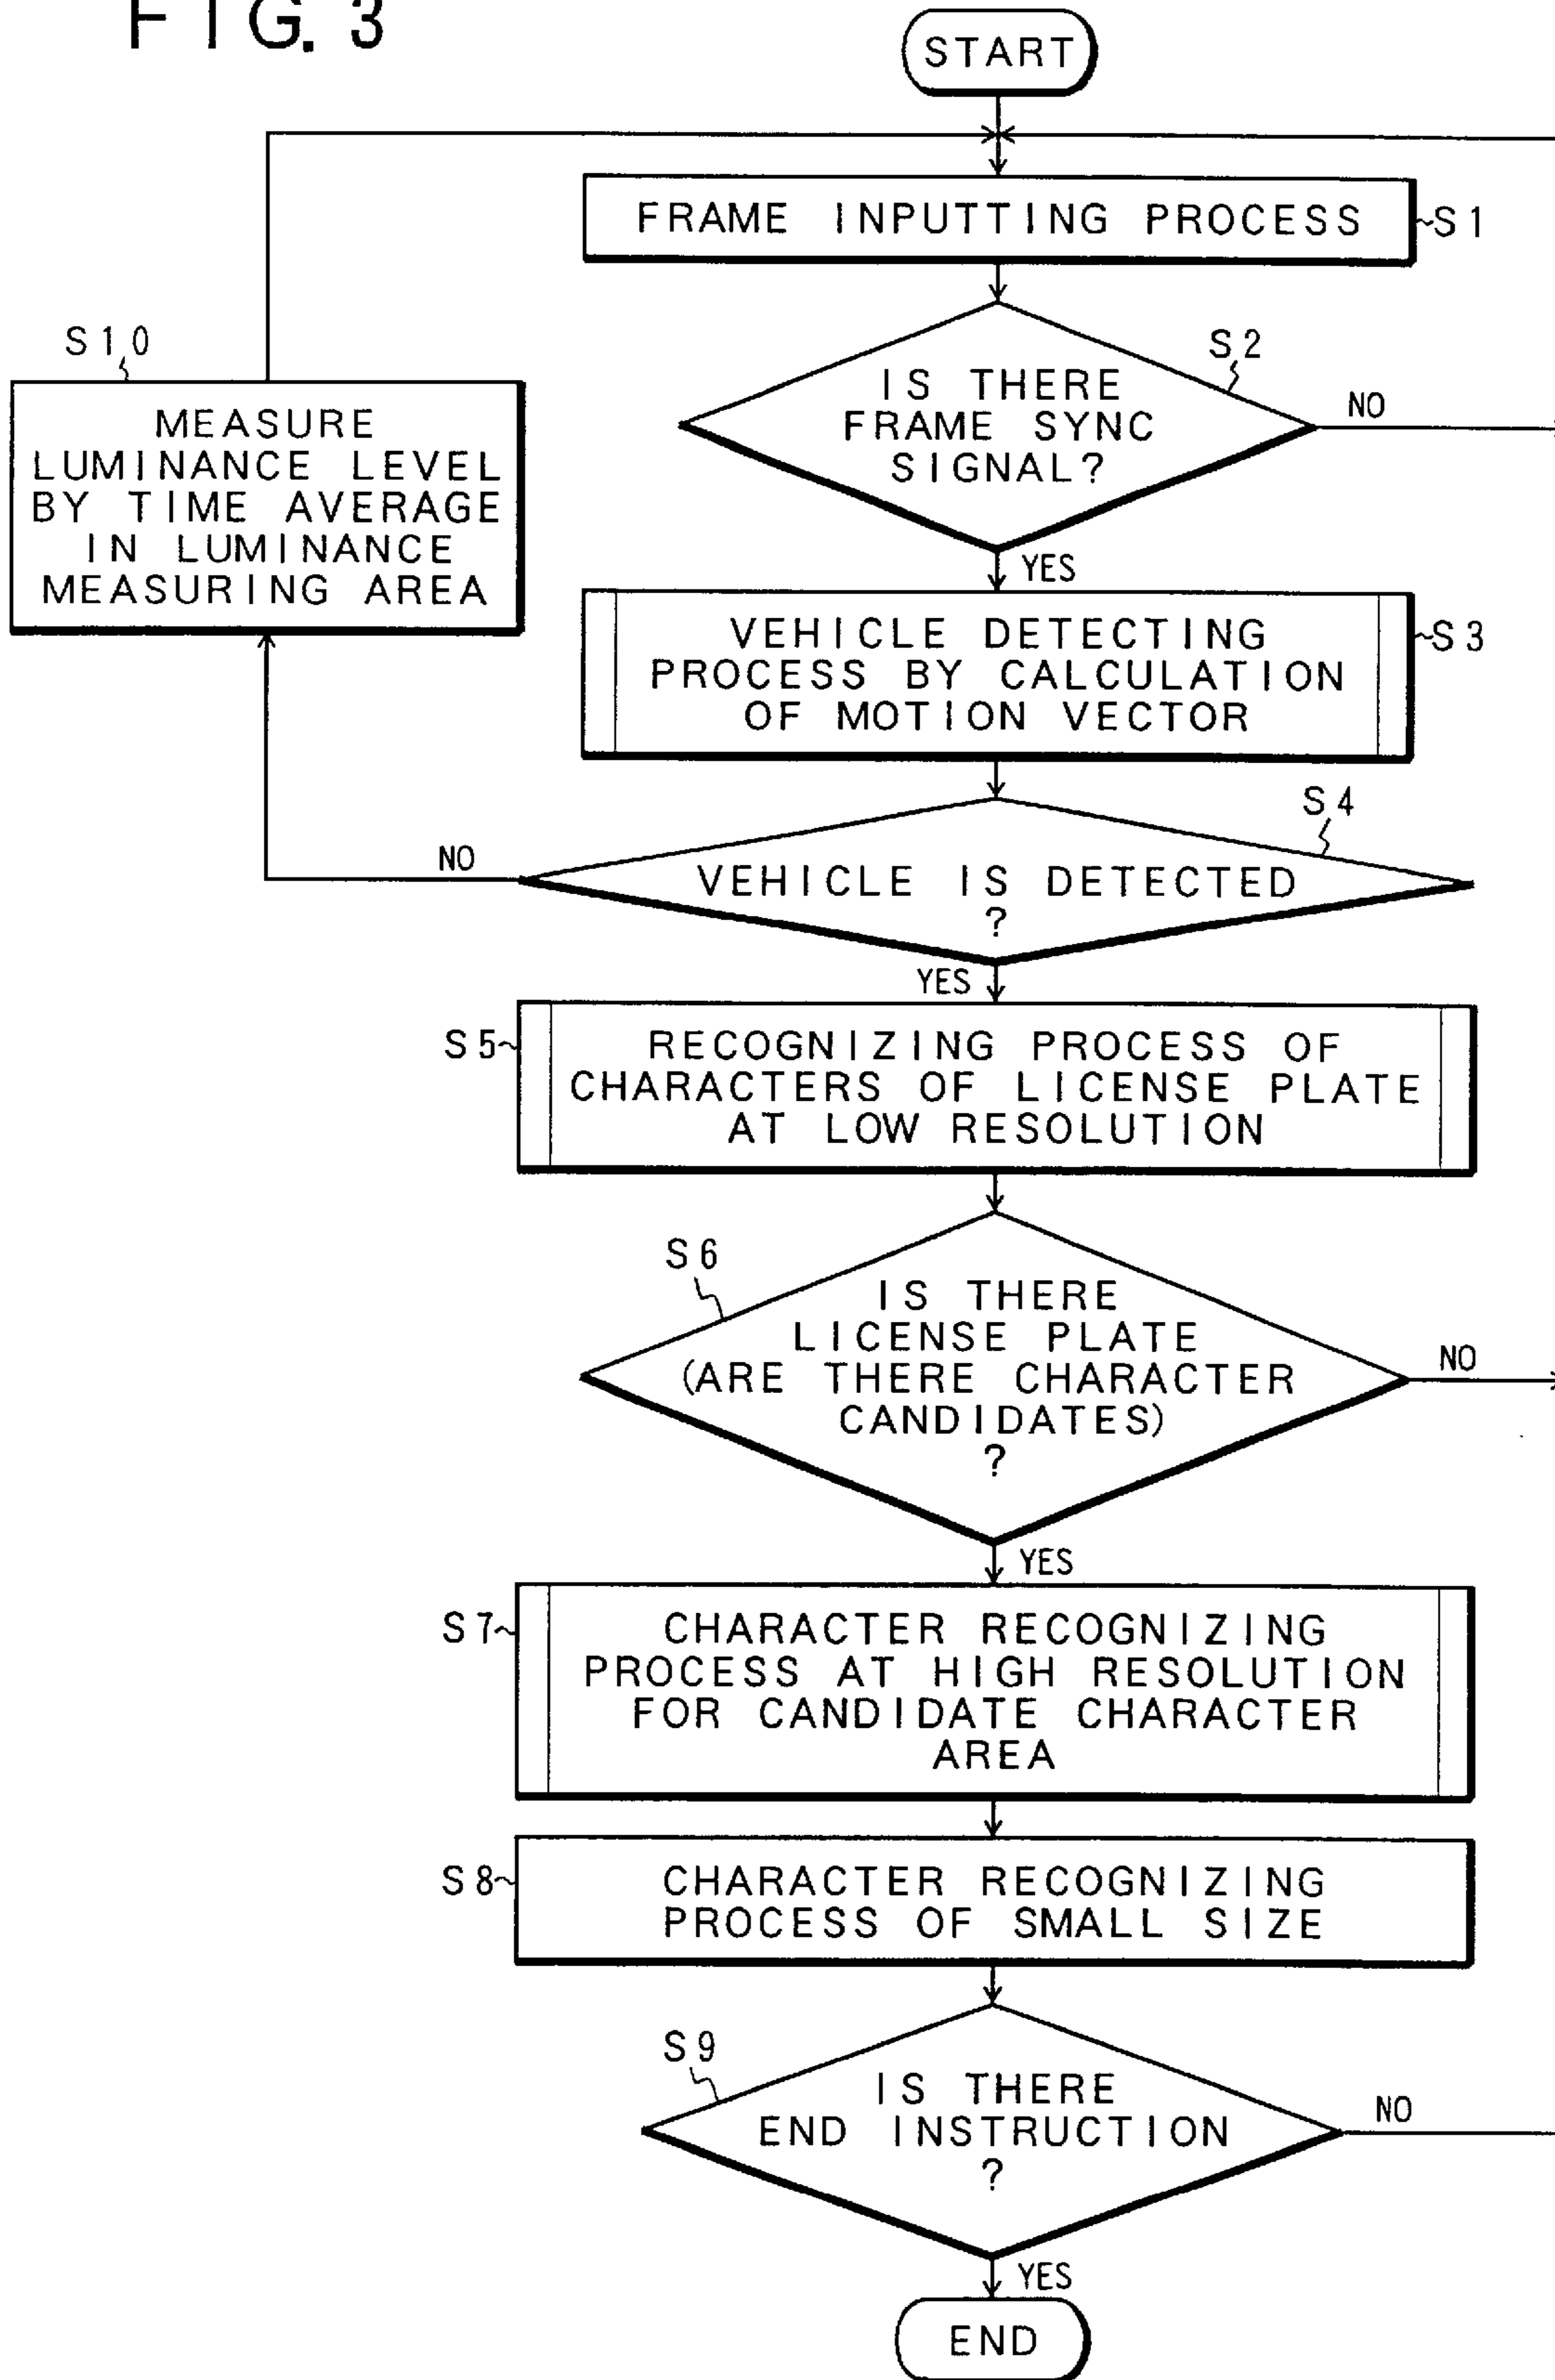 FIG. 3
START
FRAME INPUTTING PROCESS
S1
IS THERE
FRAME SYNC
SIGNAL?
S2
NO
YES
S10
MEASURE
LUMINANCE LEVEL
BY TIME AVERAGE
IN LUMINANCE
MEASURING AREA
VEHICLE DETECTING
PROCESS BY CALCULATION
OF MOTION VECTOR
S3
S4
NO
VEHICLE IS DETECTED
?
YES
S5
RECOGNIZING PROCESS OF
CHARACTERS OF LICENSE PLATE
AT LOW RESOLUTION
S6
IS THERE
LICENSE PLATE
(ARE THERE CHARACTER
CANDIDATES)
?
NO
YES
S7
CHARACTER RECOGNIZING
PROCESS AT HIGH RESOLUTION
FOR CANDIDATE CHARACTER
AREA
S8
CHARACTER RECOGNIZING
PROCESS OF SMALL SIZE
S9
IS THERE
END INSTRUCTION
?
NO
YES
END